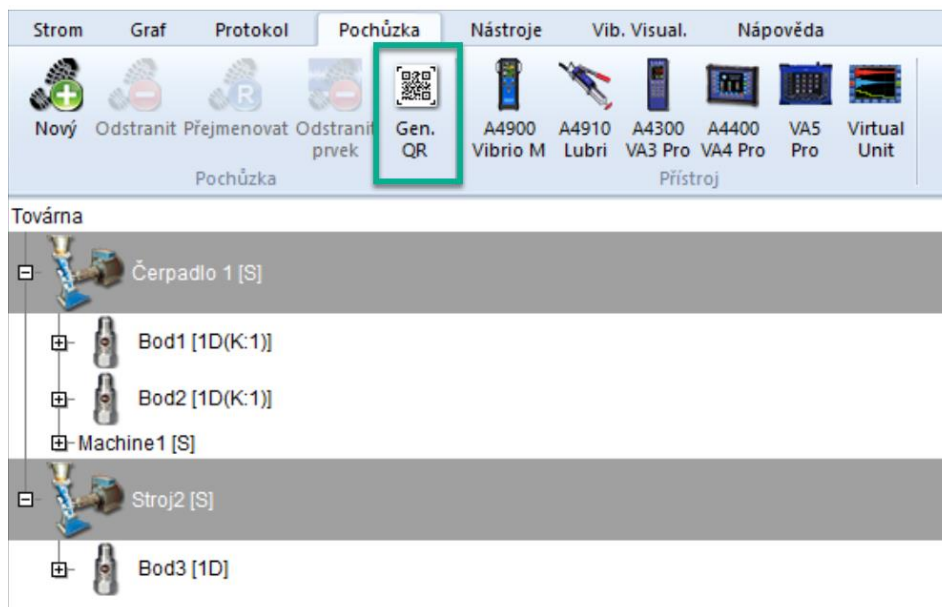 Strom Graf Protokol Pochůzka Nástroje Vib. Visual. Nápověda
Nový Odstranit Přejmenovat Odstranit prvek Gen. QR A4900 Vibrio M A4910 Lubri A4300 VA3 Pro A4400 VA4 Pro VA5 Pro Virtual Unit
Pochůzka Přístroj
Továrna
Čerpadlo 1 [S]
Bod1 [1D(K:1)]
Bod2 [1D(K:1)]
Machine1 [S]
Stroj2 [S]
Bod3 [1D]